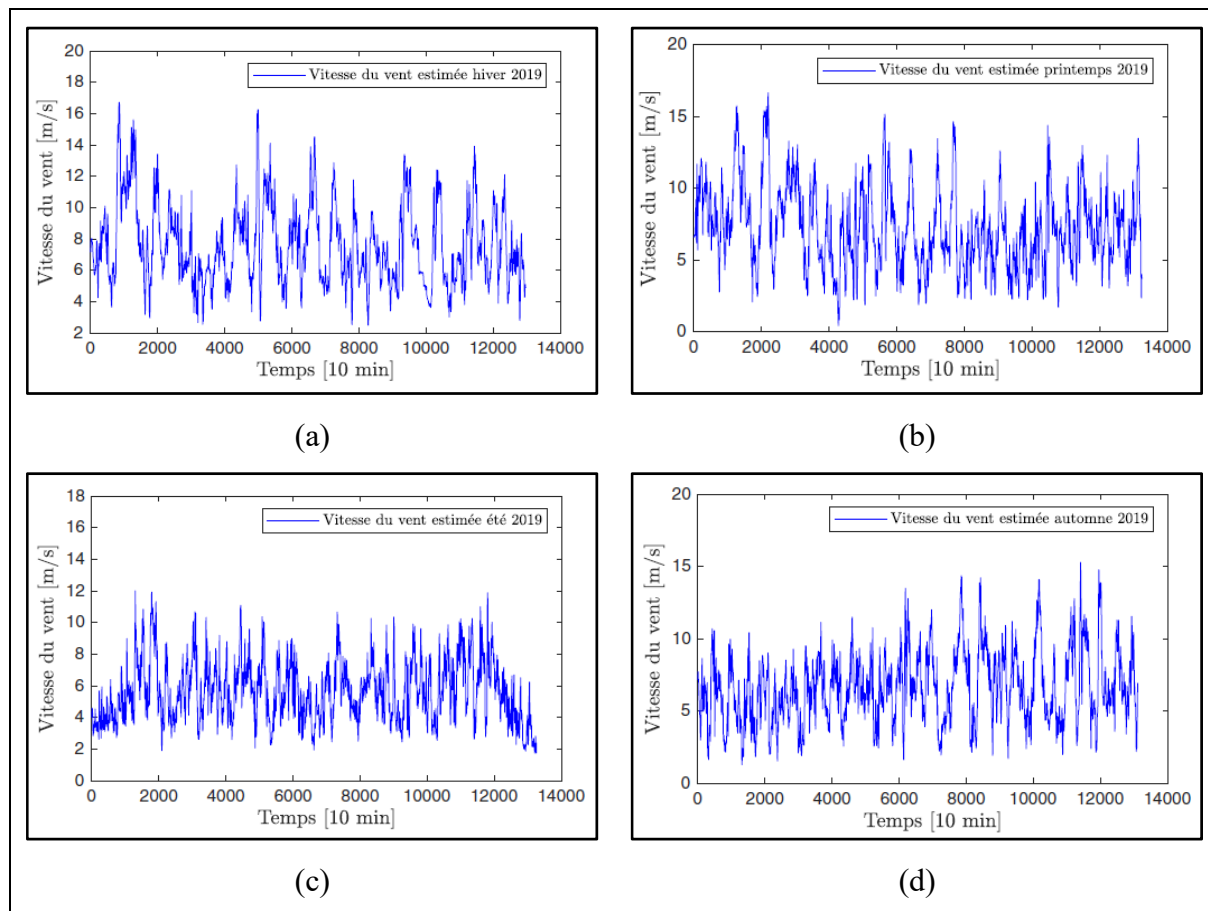 20
18
16
14
12
10
8
6
4
2
Vitesse du vent [m/s]
Vitesse du vent estimée hiver 2019
0 2000 4000 6000 8000 10000 12000 14000
Temps [10 min]
(a)
20
15
10
5
0
Vitesse du vent [m/s]
Vitesse du vent estimée printemps 2019
0 2000 4000 6000 8000 10000 12000 14000
Temps [10 min]
(b)
18
16
14
12
10
8
6
4
2
0
Vitesse du vent [m/s]
Vitesse du vent estimée été 2019
0 2000 4000 6000 8000 10000 12000 14000
Temps [10 min]
(c)
20
15
10
5
0
Vitesse du vent [m/s]
Vitesse du vent estimée automne 2019
0 2000 4000 6000 8000 10000 12000 14000
Temps [10 min]
(d)